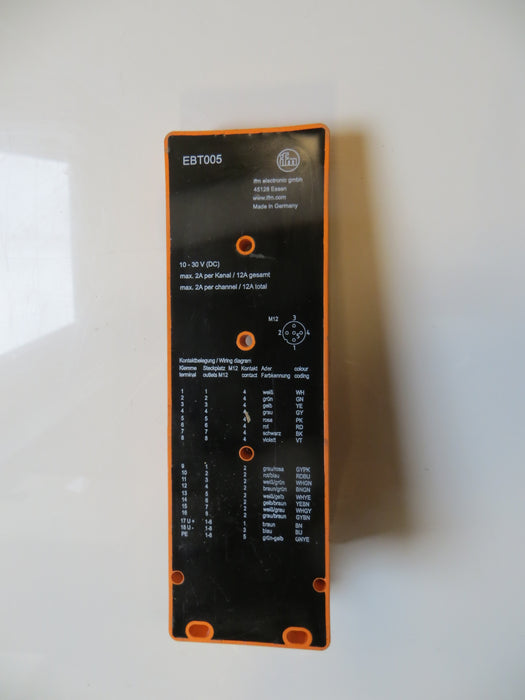 EBT005
ifm
ifm electronic gmbh
45128 Essen
www.ifm.com
Made in Germany
10 - 30 V (DC)
max. 2A per Kanal / 12A gesamt
max. 2A per channel / 12A total
M12
3
2 5 4
1
Kontaktbelegung / Wiring diagram
Klemme Steckplatz M12 Kontakt Ader colour
terminal outlets M12 contact Farbkennung coding
1 1 4 weiß WH
2 2 4 grün GN
3 3 4 gelb YE
4 4 4 grau GY
5 5 4 rosa PK
6 6 4 rot RD
7 7 4 schwarz BK
8 8 4 violett VT
9 1 2 grau/rosa GYPK
10 2 2 rot/blau RDBU
11 3 2 weiß/grün WHGN
12 4 2 braun/grün BNGN
13 5 2 weiß/gelb WHYE
14 6 2 gelb/braun YEBN
15 7 2 weiß/grau WHGY
16 8 2 grau/braun GYBN
17 U + 1-8 1 braun BN
18 U - 1-8 3 blau BU
PE 1-8 5 grün-gelb GNYE